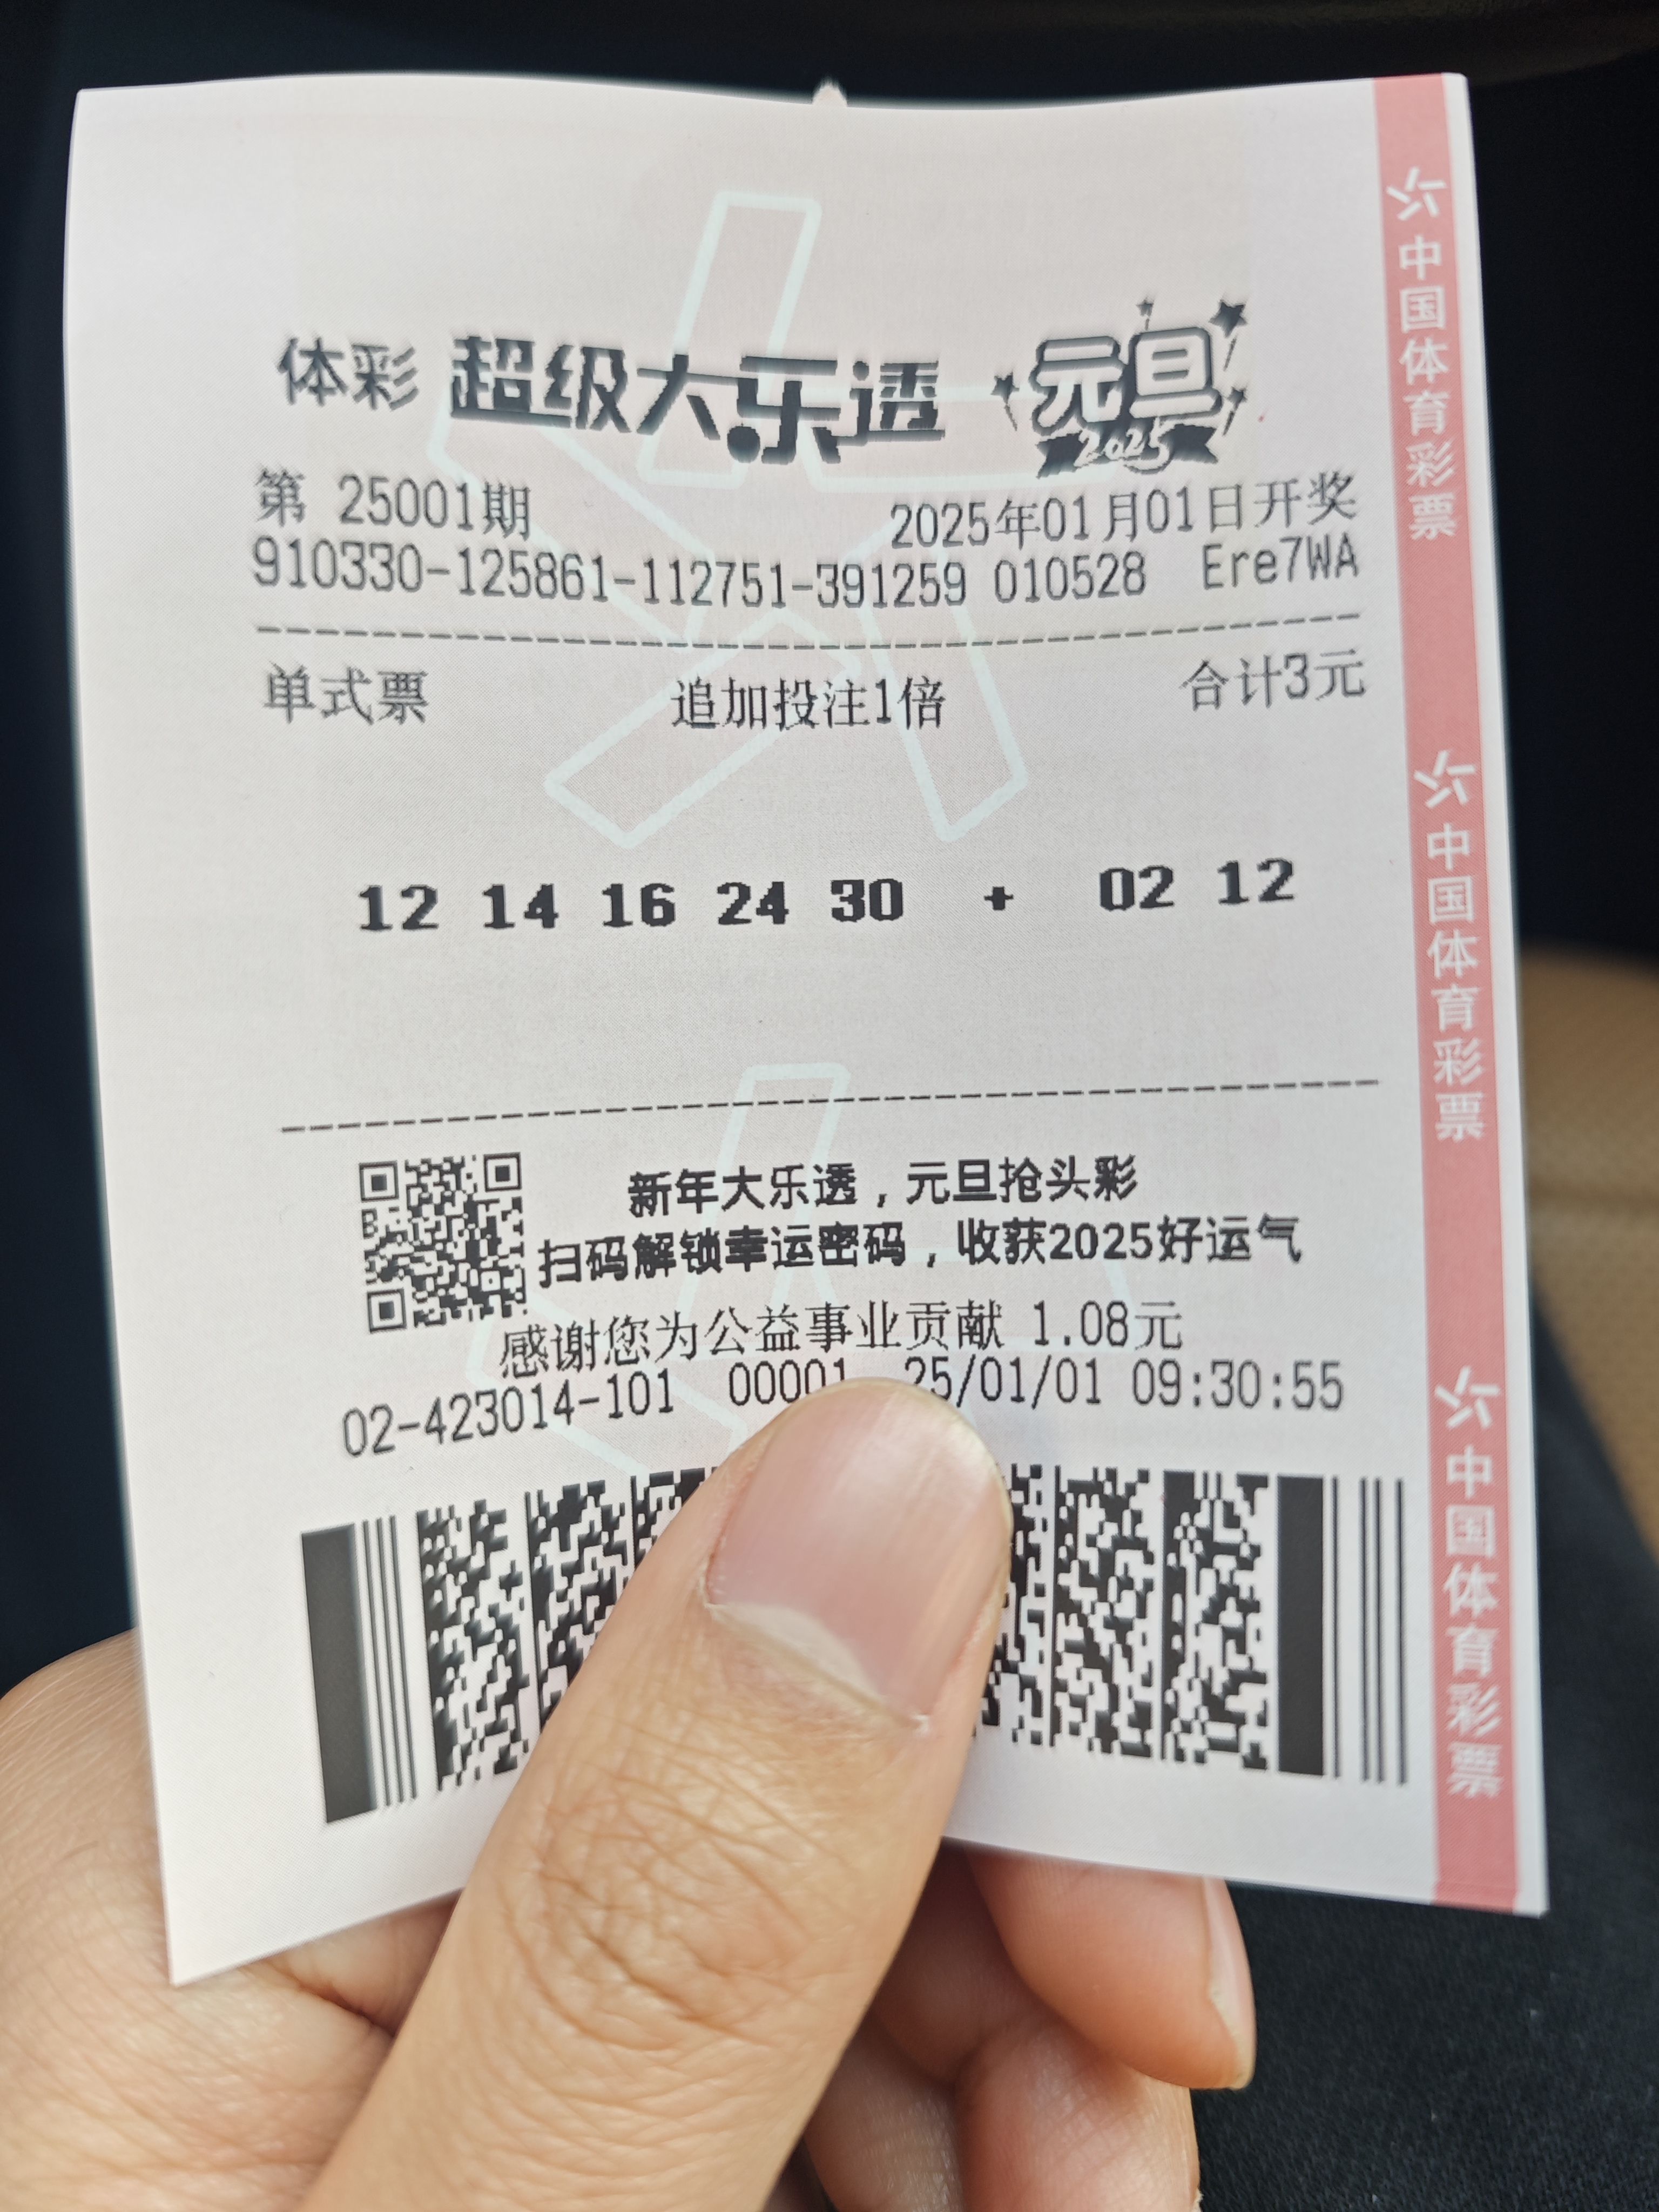 体彩 超级大乐透 元旦 2025
第 25001期 2025年01月01日开奖
910330-125861-112751-391259 010528 Ere7WA
单式票 追加投注1倍 合计3元
12 14 16 24 30 + 02 12
新年大乐透，元旦抢头彩
扫码解锁幸运密码，收获2025好运气
感谢您为公益事业贡献 1.08元
02-423014-101 00001 25/01/01 09:30:55
中国体育彩票
中国体育彩票
中国体育彩票